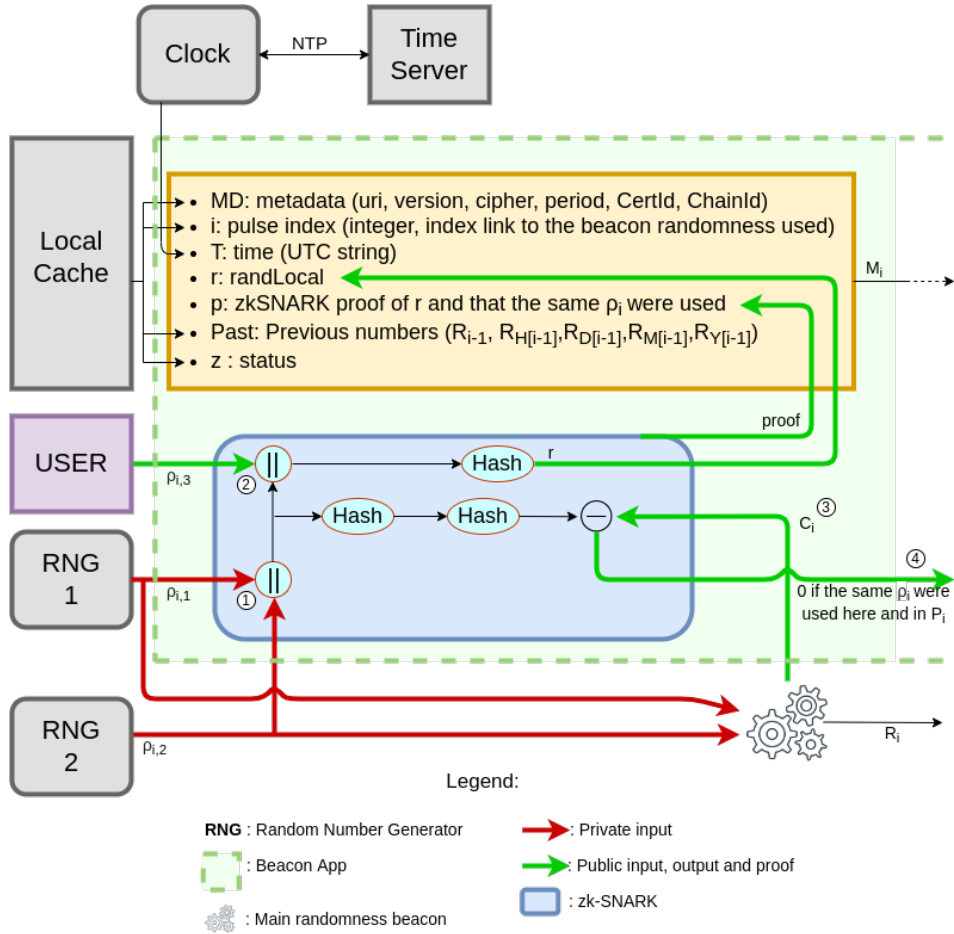 Clock
NTP
Time
Server
Local
Cache
• MD: metadata (uri, version, cipher, period, CertId, ChainId)
• i: pulse index (integer, index link to the beacon randomness used)
• T: time (UTC string)
• r: randLocal
• p: zkSNARK proof of r and that the same ρi were used
• Past: Previous numbers (Ri-1, RH[i-1],RD[i-1],RM[i-1],RY[i-1])
• z : status
Mi
proof
USER
ρi,3
②
||
Hash
r
Hash
Hash
—
Ci
③
RNG
1
ρi,1
①
||
④
0 if the same ρi were
used here and in Pi
RNG
2
ρi,2
Ri
Legend:
RNG : Random Number Generator
: Private input
: Beacon App
: Public input, output and proof
: zk-SNARK
: Main randomness beacon